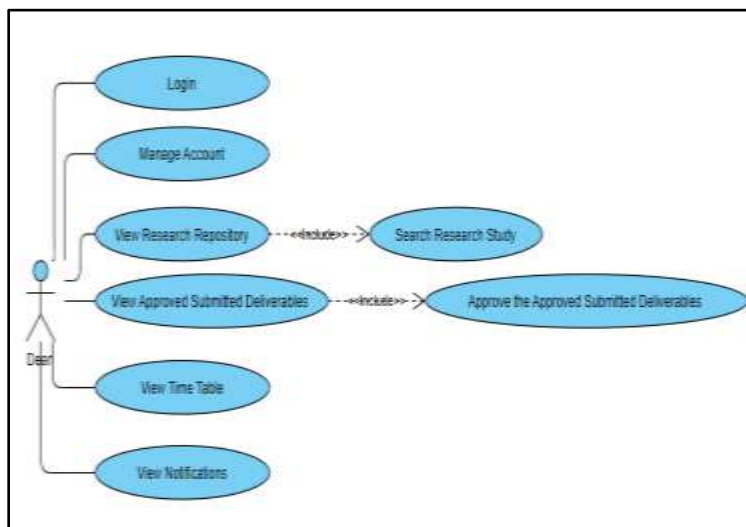 Login
Manage Account
View Research Repository
<<Include>>
Search Research Study
View Approved Submitted Deliverables
<<Include>>
Approve the Approved Submitted Deliverables
Dean
View Time Table
View Notifications